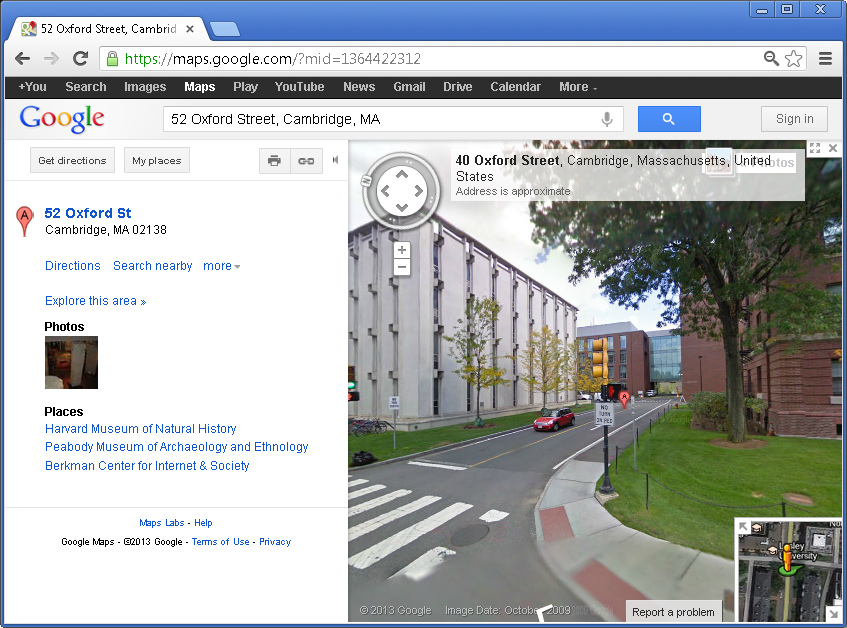 52 Oxford Street, Cambrid
https://maps.google.com/?mid=1364422312
+You Search Images Maps Play YouTube News Gmail Drive Calendar More
Google 52 Oxford Street, Cambridge, MA Sign in
Get directions My places
40 Oxford Street, Cambridge, Massachusetts, United
States
Address is approximate
Photos
A 52 Oxford St
Cambridge, MA 02138
Directions Search nearby more
Explore this area »
Photos
Places
Harvard Museum of Natural History
Peabody Museum of Archaeology and Ethnology
Berkman Center for Internet & Society
Maps Labs - Help
Google Maps - ©2013 Google - Terms of Use - Privacy
A
NO
TURN
ON RED
© 2013 Google Image Date: October 2009
Report a problem